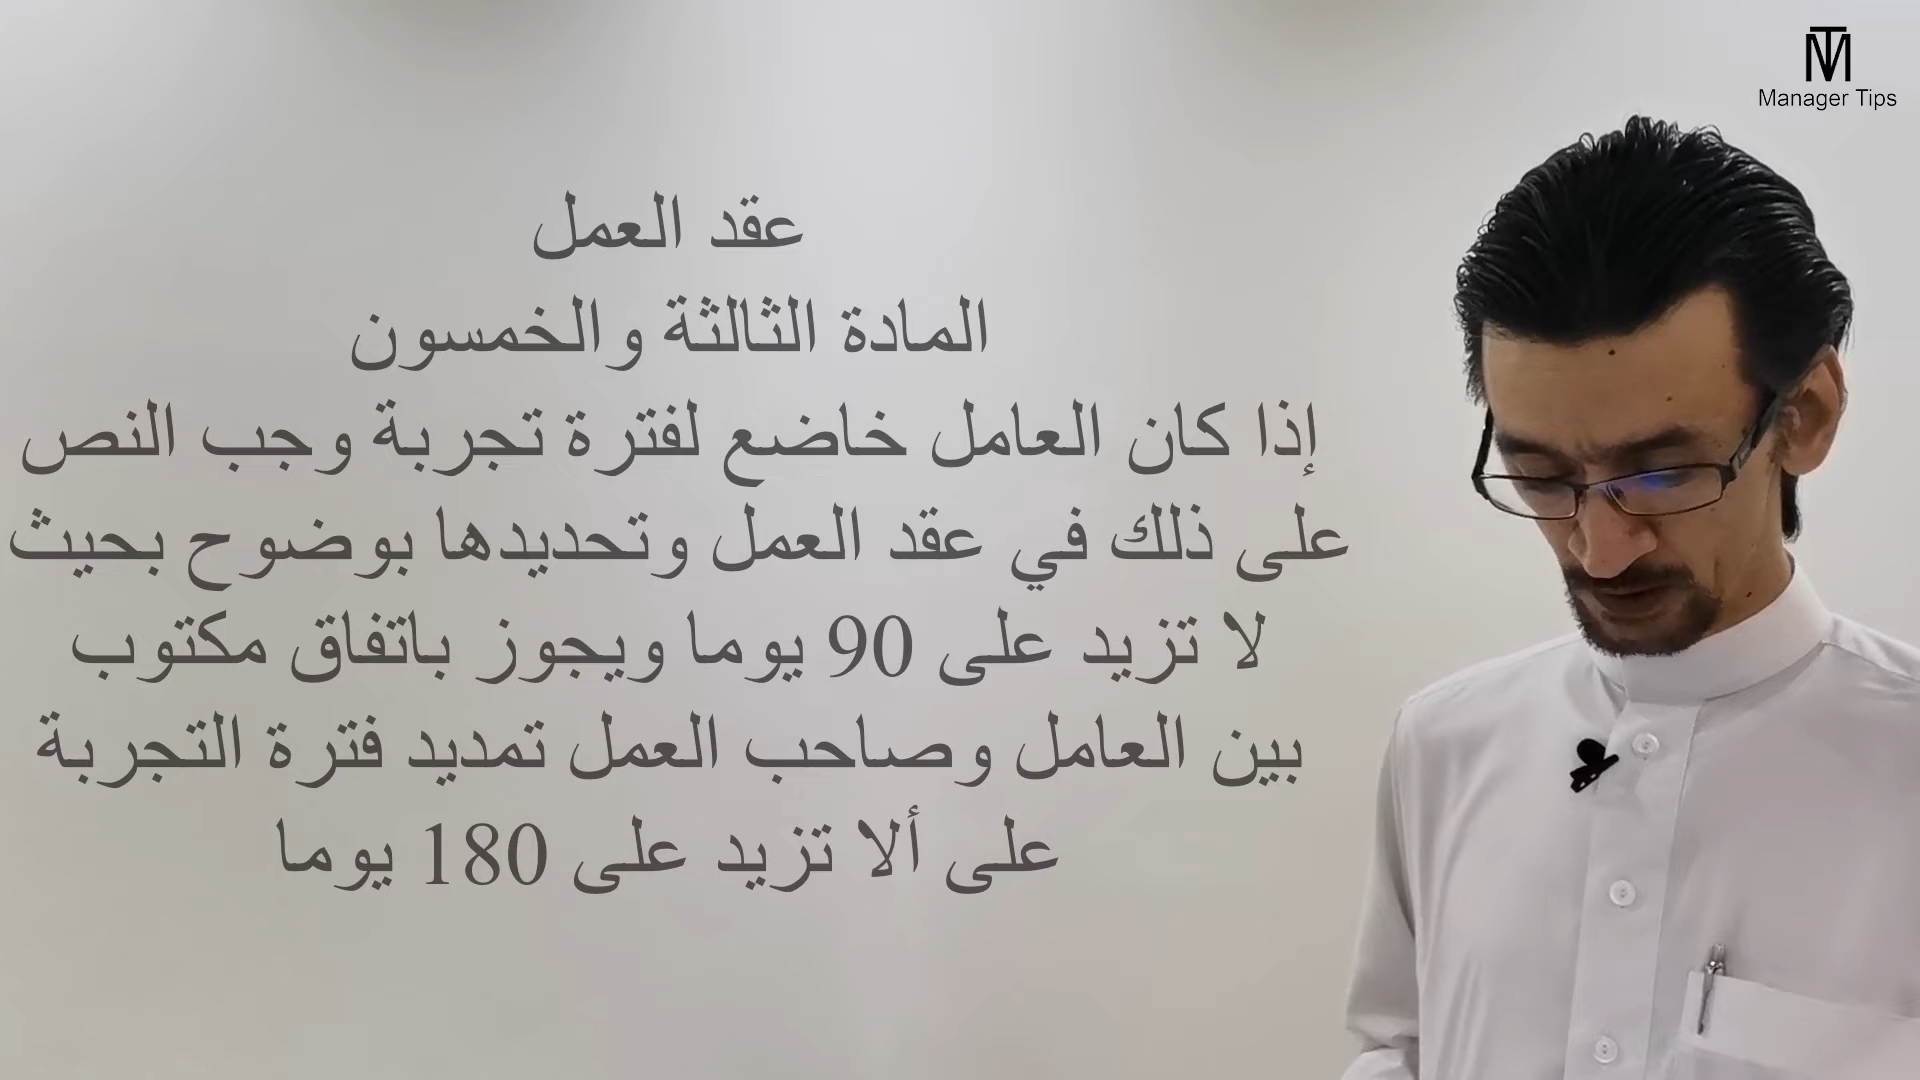 Manager Tips
عقد العمل
المادة الثالثة والخمسون
إذا كان العامل خاضع لفترة تجربة وجب النص
على ذلك في عقد العمل وتحديدها بوضوح بحيث
لا تزيد على 90 يوما ويجوز باتفاق مكتوب
بين العامل وصاحب العمل تمديد فترة التجربة
على ألا تزيد على 180 يوما